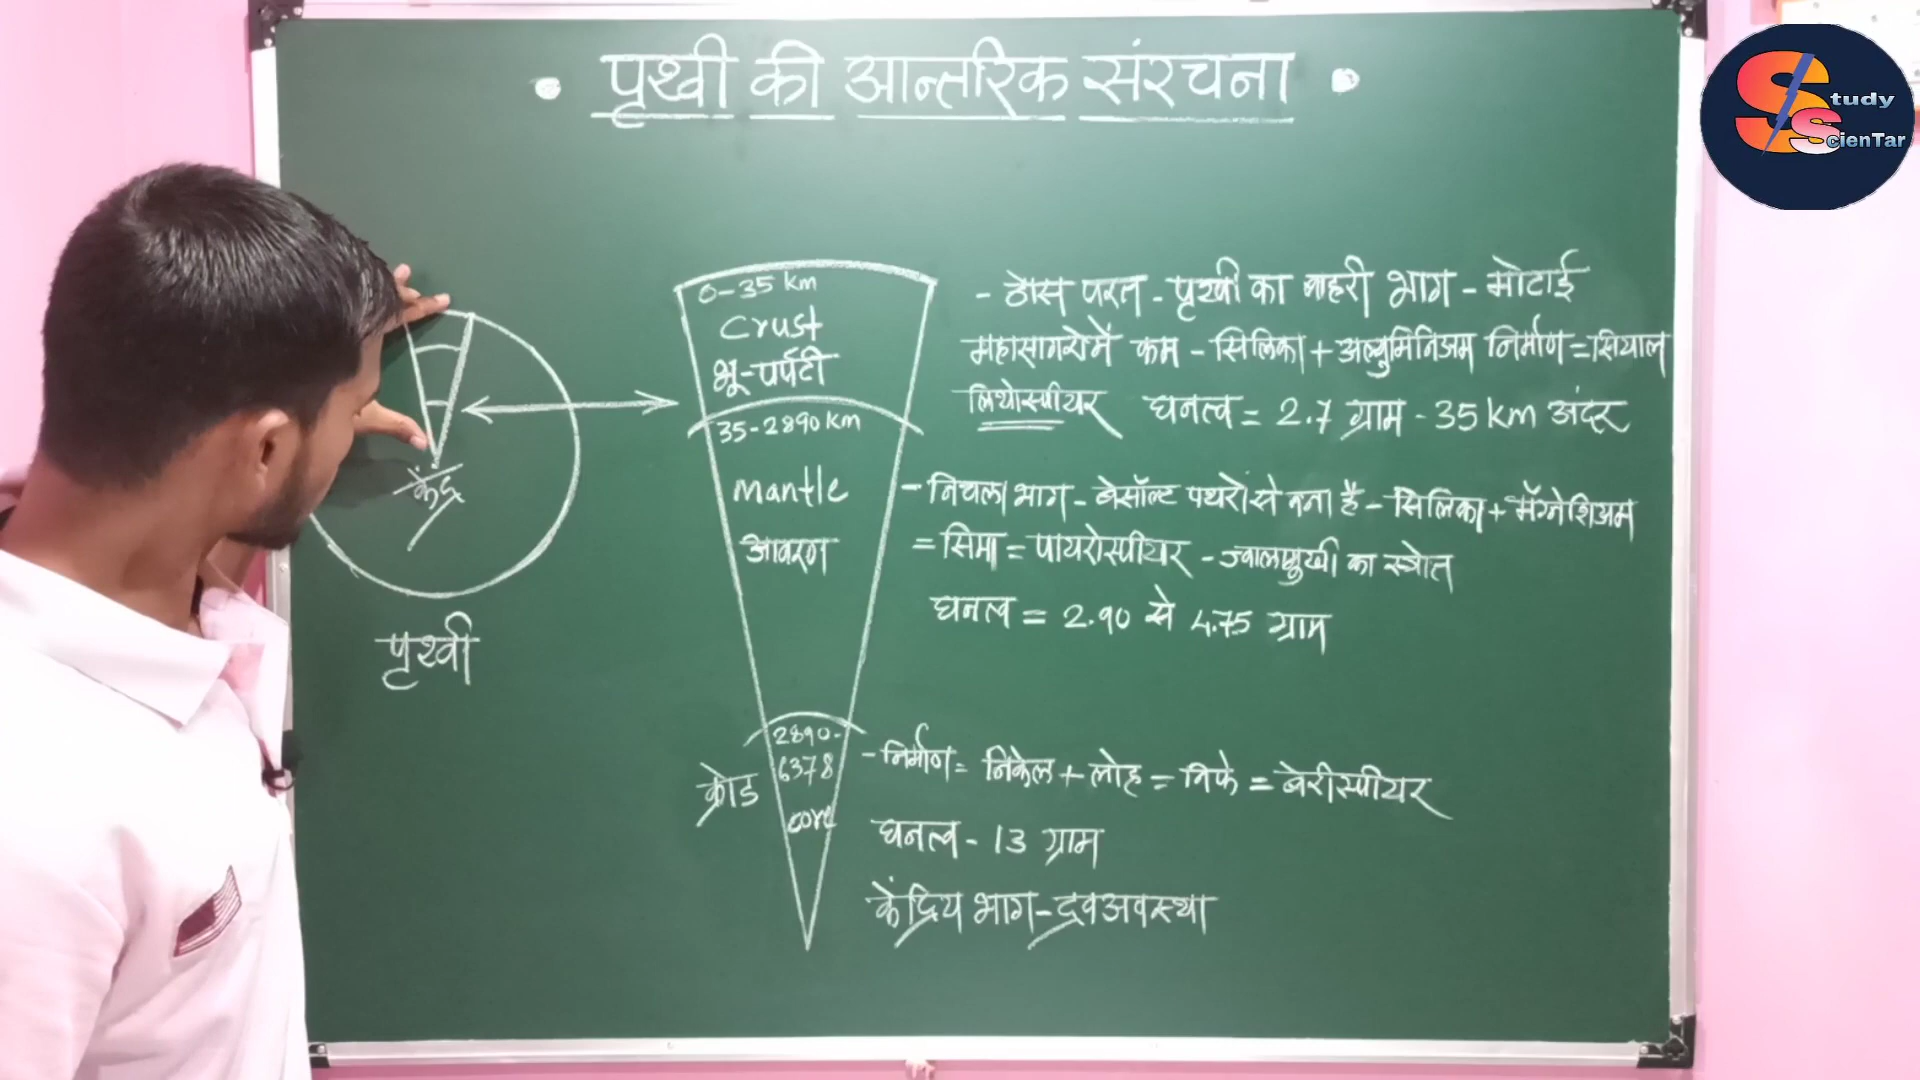 • पृथ्वी की आन्तरिक संरचना •
Study
ScienTar
केंद्र
पृथ्वी
0-35 km
Crust
भू-पर्पटी
35-2890 km
mantle
आवरण
2890-
6378
core
क्रोड
- ठोस परत - पृथ्वी का बाहरी भाग - मोटाई
महासागरो में कम - सिलिका + अल्युमिनिअम निर्माण = सियाल
लिथोस्पीयर घनत्व = 2.7 ग्राम - 35 km अंदर
- निचला भाग - बेसॉल्ट पथरों से बना है - सिलिका + मॅग्नेशिअम
= सिमा = पायरोस्पीयर - ज्वालामुखी का स्त्रोत
घनत्व = 2.90 से 4.75 ग्राम
- निर्माण = निकेल + लोह = निफे = बेरीस्पीयर
घनत्व - 13 ग्राम
केंद्रिय भाग - द्रवअवस्था